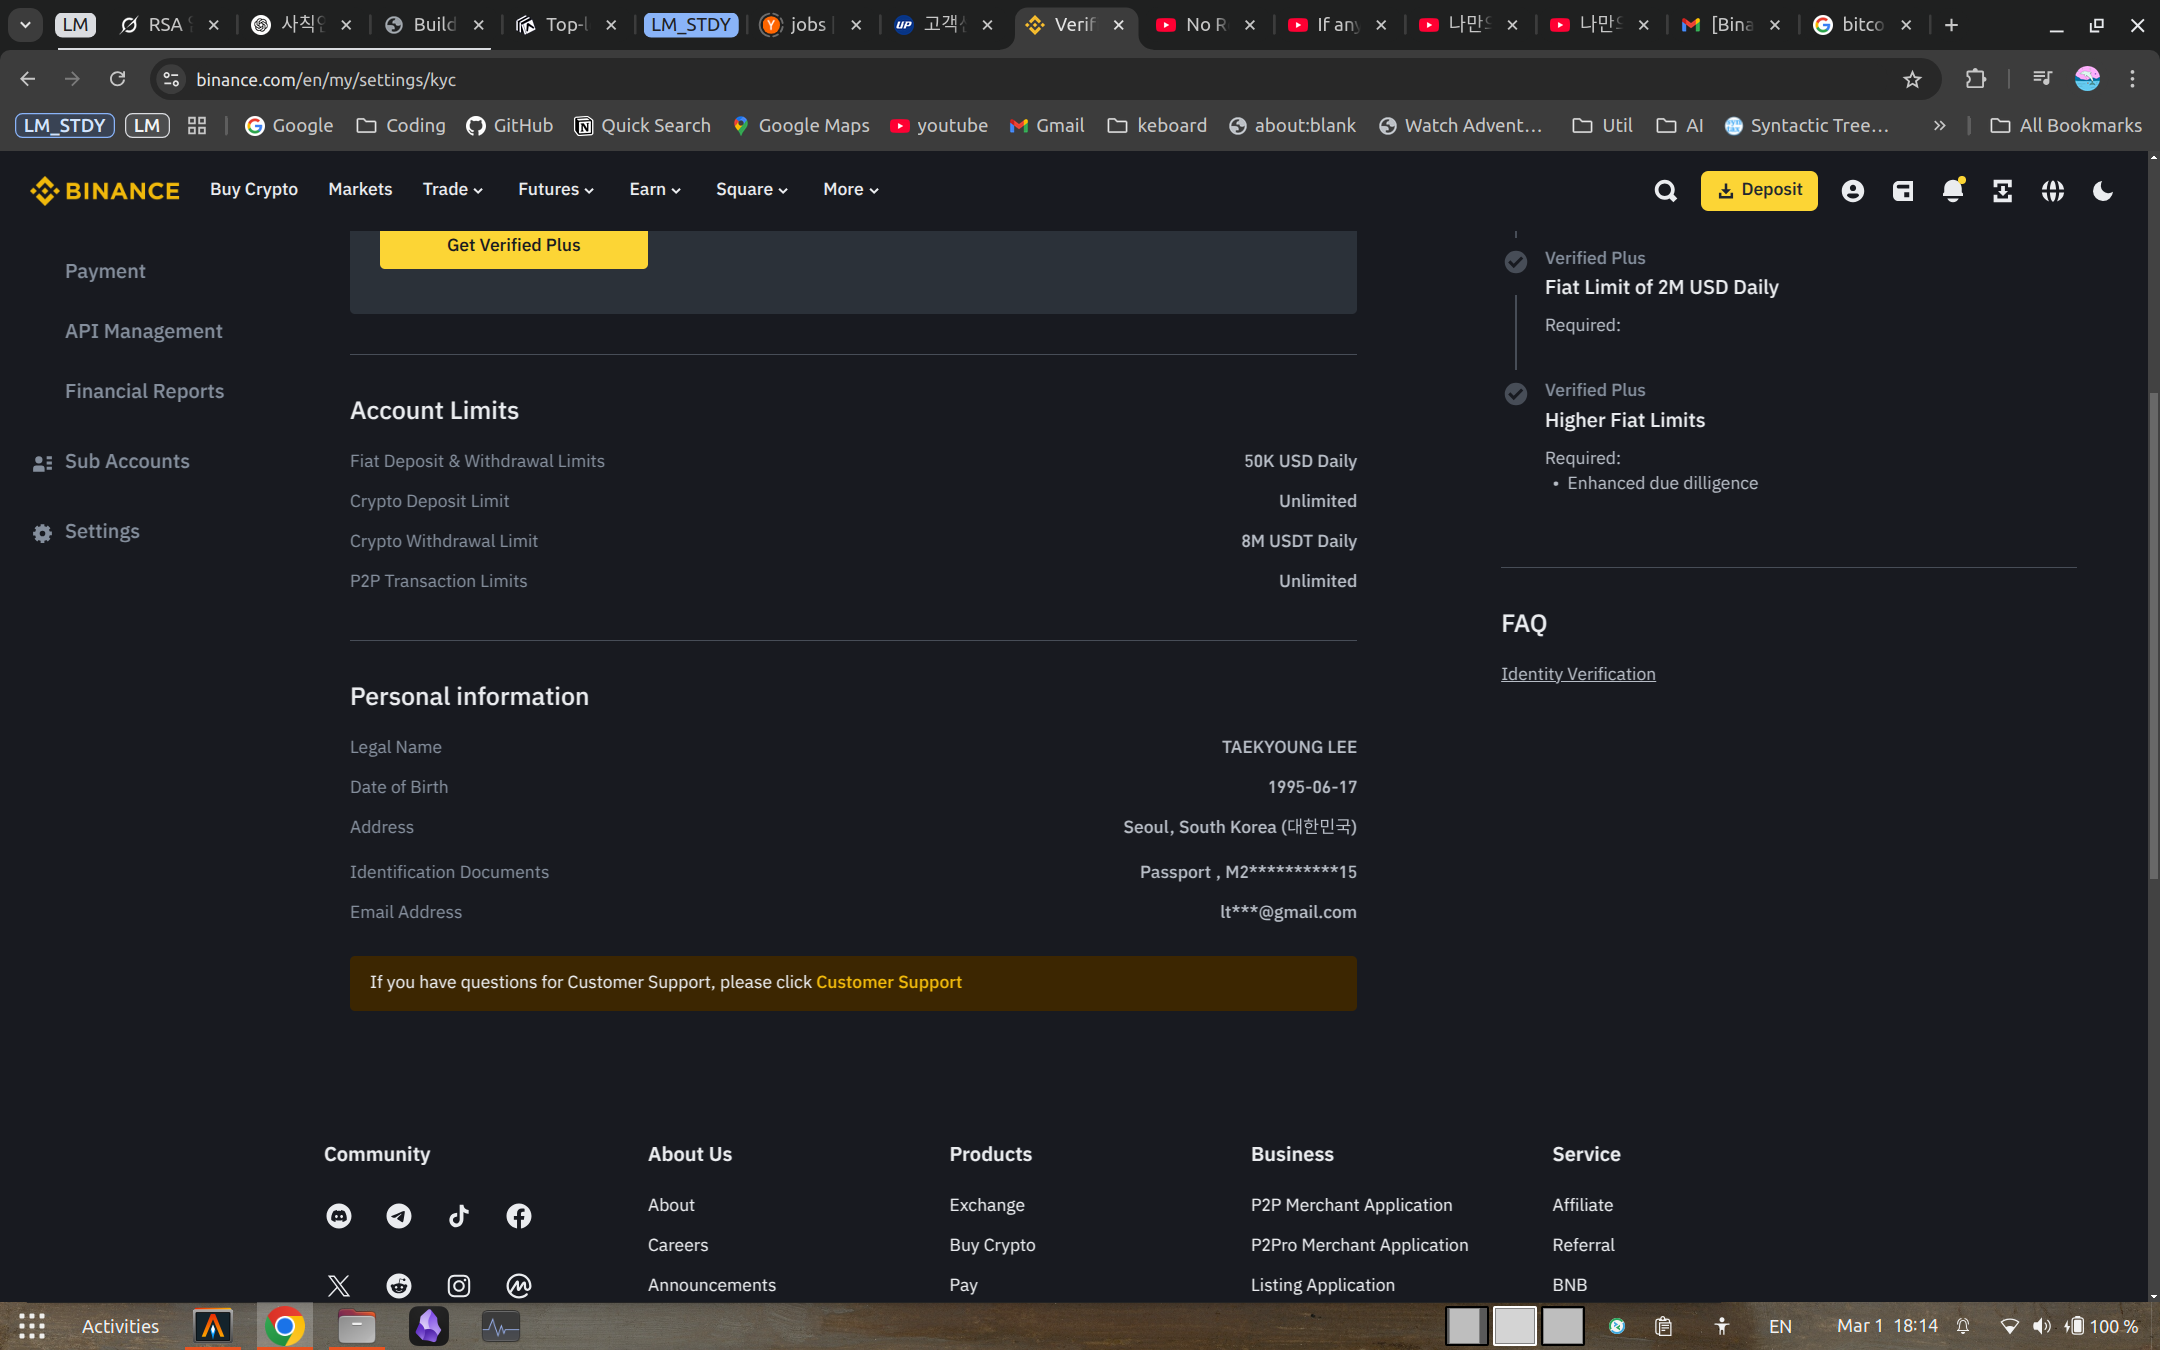 LM
RSA
사칙
Build
Top-l
LM_STDY
jobs
UP 고객
Verif
No R
If any
나만의
나만의
[Bina
bitco
binance.com/en/my/settings/kyc
LM_STDY
LM
Google
Coding
GitHub
Quick Search
Google Maps
youtube
Gmail
keboard
about:blank
Watch Advent...
Util
AI
Syntactic Tree...
»
All Bookmarks
BINANCE
Buy Crypto
Markets
Trade
Futures
Earn
Square
More
Deposit
Payment
API Management
Financial Reports
Sub Accounts
Settings
Get Verified Plus
Account Limits
Fiat Deposit & Withdrawal Limits 50K USD Daily
Crypto Deposit Limit Unlimited
Crypto Withdrawal Limit 8M USDT Daily
P2P Transaction Limits Unlimited
Personal information
Legal Name TAEKYOUNG LEE
Date of Birth 1995-06-17
Address Seoul, South Korea (대한민국)
Identification Documents Passport , M2**********15
Email Address lt***@gmail.com
If you have questions for Customer Support, please click Customer Support
Verified Plus
Fiat Limit of 2M USD Daily
Required:
Verified Plus
Higher Fiat Limits
Required:
• Enhanced due dilligence
FAQ
Identity Verification
Community
About Us
About
Careers
Announcements
Products
Exchange
Buy Crypto
Pay
Business
P2P Merchant Application
P2Pro Merchant Application
Listing Application
Service
Affiliate
Referral
BNB
Activities
EN
Mar 1 18:14
100 %